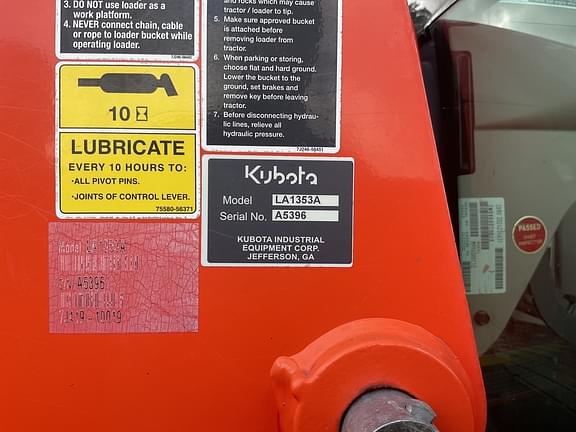 3. DO NOT use loader as a
work platform.
4. NEVER connect chain, cable
or rope to loader bucket while
operating loader.
and rocks which may cause
tractor / loader to tip.
5. Make sure approved bucket
is attached before
removing loader from
tractor.
6. When parking or storing,
choose flat and hard ground.
Lower the bucket to the
ground, set brakes and
remove key before leaving
tractor.
7. Before disconnecting hydrau-
lic lines, relieve all
hydraulic pressure.
7J246-56451
10
LUBRICATE
EVERY 10 HOURS TO:
·ALL PIVOT PINS.
·JOINTS OF CONTROL LEVER.
75580-56371
Kubota
Model LA1353A
Serial No. A5396
KUBOTA INDUSTRIAL
EQUIPMENT CORP.
JEFFERSON, GA
Model
A5396
PASSED